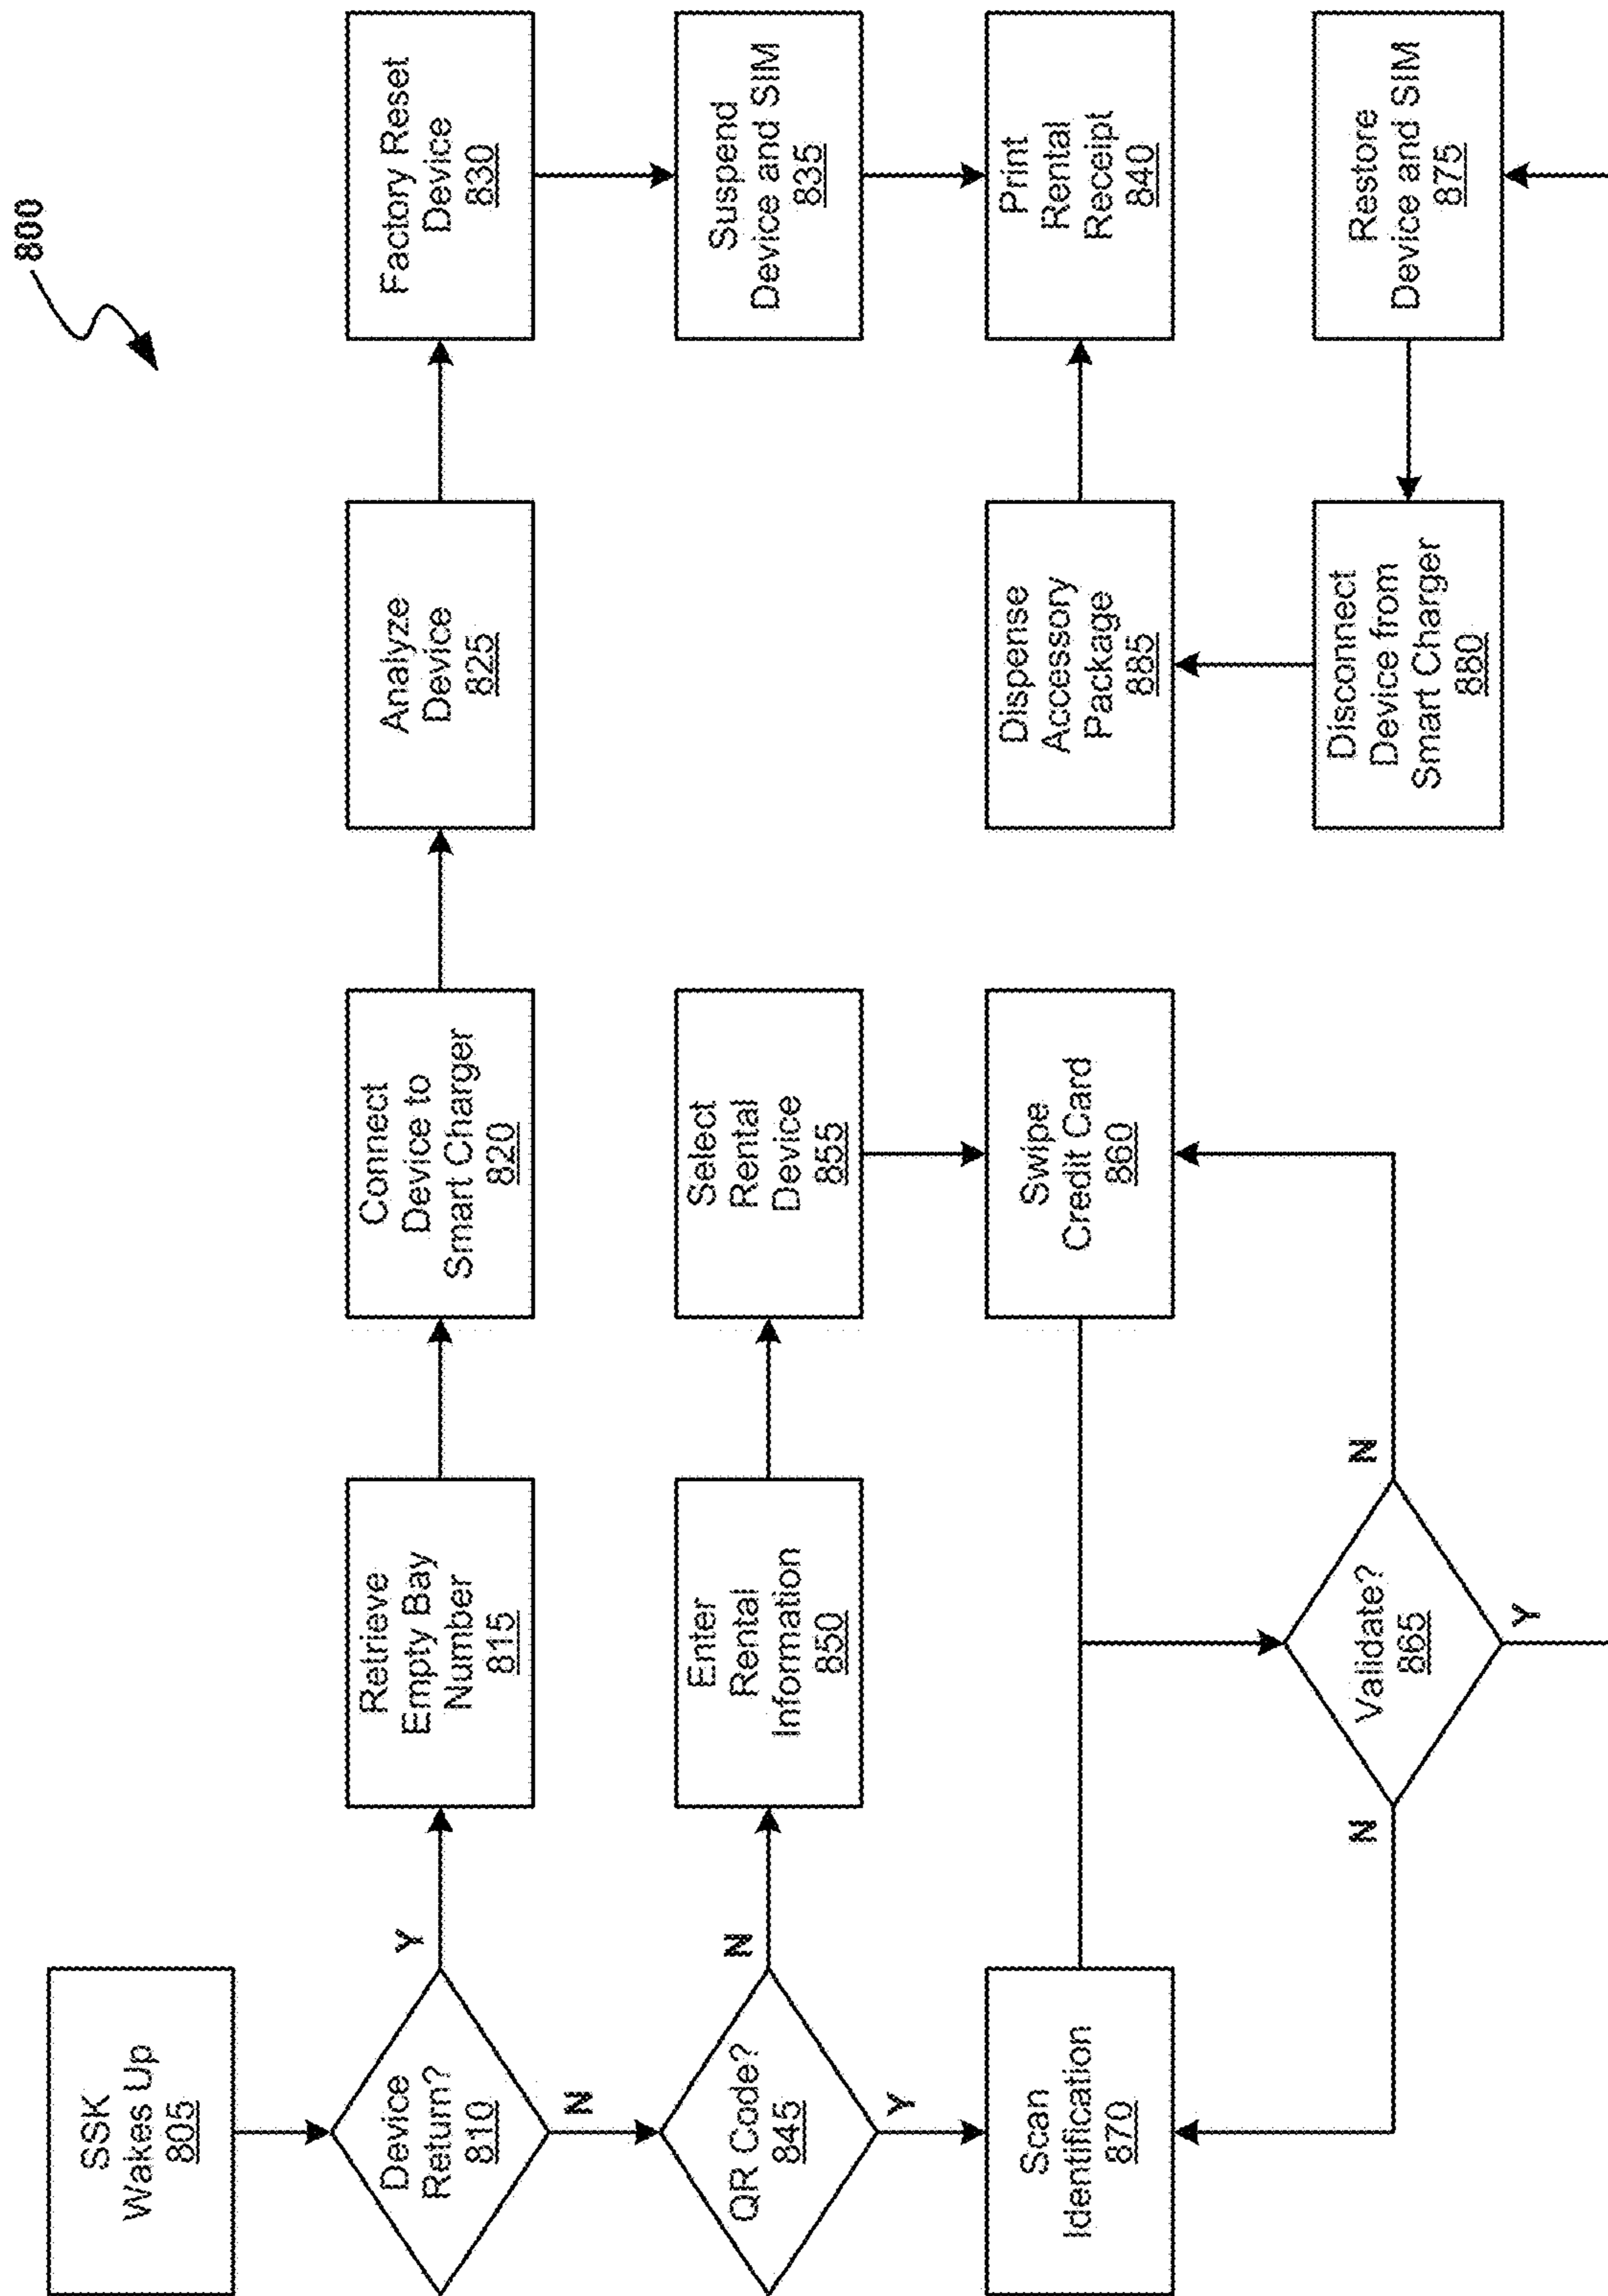 800
SSK
Wakes Up
805
Device
Return?
810
Y
N
Retrieve
Empty Bay
Number
815
Connect
Device to
Smart Charger
820
Analyze
Device
825
Factory Reset
Device
830
QR Code?
845
N
Y
Enter
Rental
Information
850
Select
Rental
Device
855
Suspend
Device and SIM
835
Scan
Identification
870
Swipe
Credit Card
860
Dispense
Accessory
Package
885
Print
Rental
Receipt
840
N
Validate?
865
N
Y
Disconnect
Device from
Smart Charger
880
Restore
Device and SIM
875